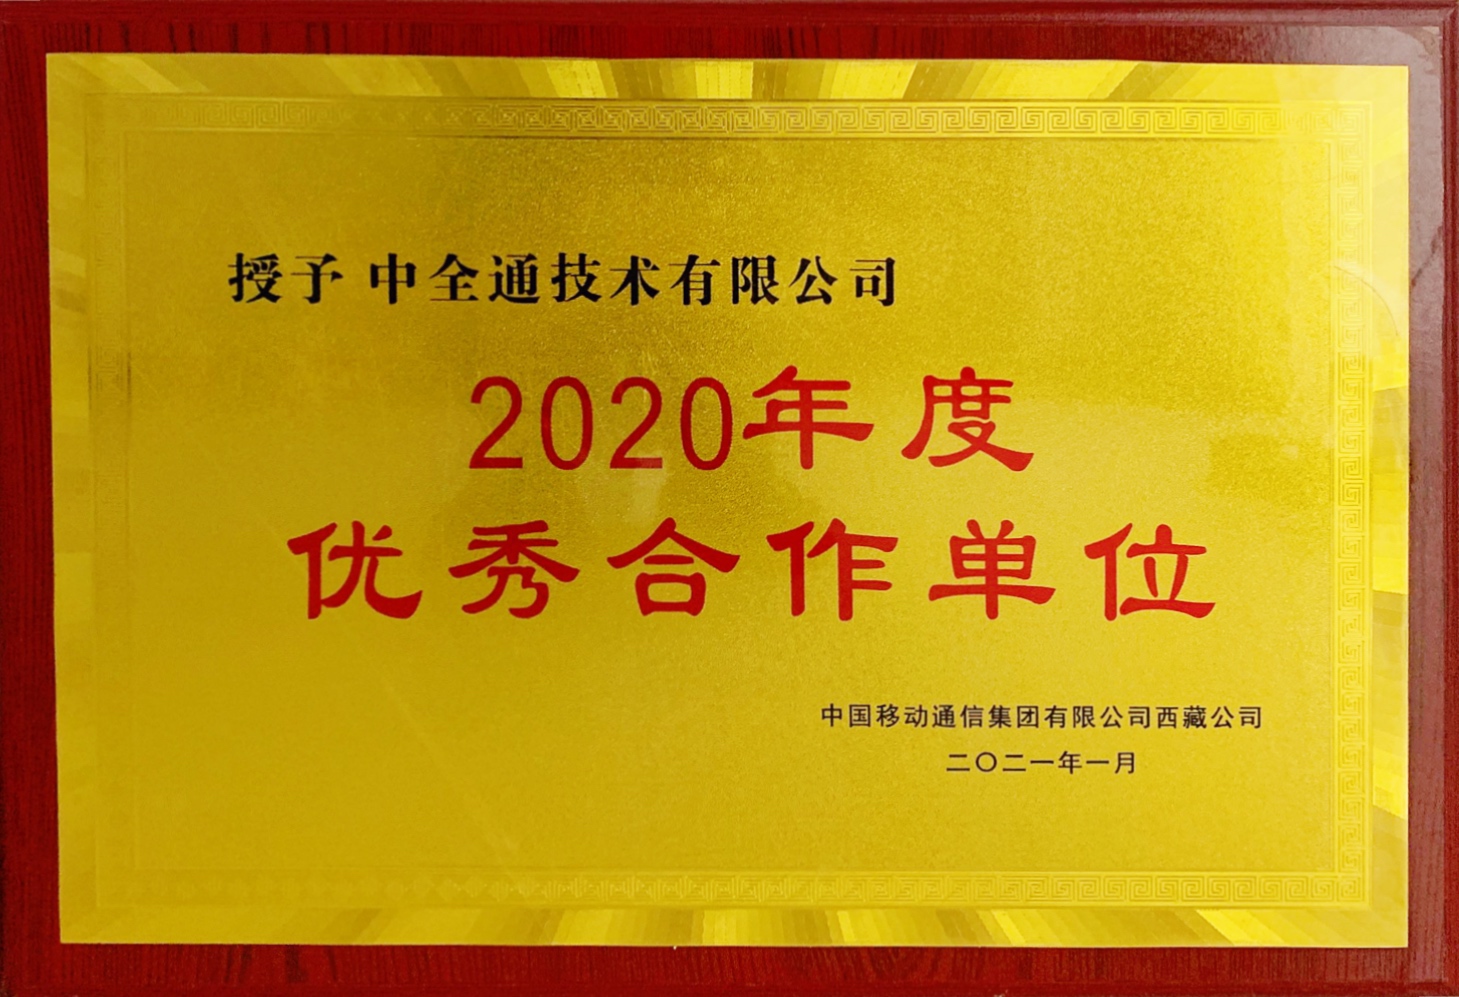 授予 中全通技术有限公司
2020年度
优秀合作单位
中国移动通信集团有限公司西藏公司
二〇二一年一月